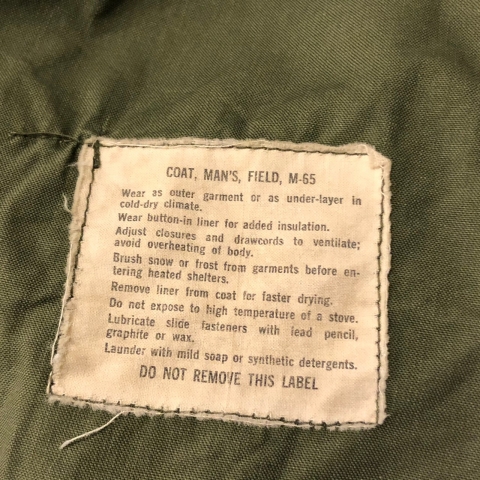 COAT, MAN'S, FIELD, M-65
Wear as outer garment or as under-layer in
cold-dry climate.
Wear button-in liner for added insulation.
Adjust closures and drawcords to ventilate;
avoid overheating of body.
Brush snow or frost from garments before en-
tering heated shelters.
Remove liner from coat for faster drying.
Do not expose to high temperature of a stove.
Lubricate slide fasteners with lead pencil,
graphite or wax.
Launder with mild soap or synthetic detergents.
DO NOT REMOVE THIS LABEL